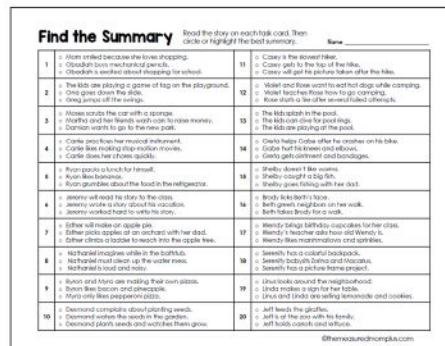 Find the Summary
Read the story on each task card. Then
circle or highlight the best summary.
Name
1
o Mom smiled because she loves shopping.
o Obadiah buys mechanical pencils.
o Obadiah is excited about shopping for school.
2
o The kids are playing a game of tag on the playground.
o Ona goes down the slide.
o Greg jumps off the swings.
3
o Moses scrubs the car with a sponge.
o Martha and her friends wash cars to raise money.
o Damian wants to go to the new park.
4
o Carrie practices her musical instrument.
o Carrie likes making stop-motion movies.
o Carrie does her chores quickly.
5
o Ryan packs a lunch for himself.
o Ryan likes bananas.
o Ryan grumbles about the food in the refrigerator.
6
o Jeremy will read his story to the class.
o Jeremy wrote a story about his vacation.
o Jeremy worked hard to write his story.
7
o Esther will make an apple pie.
o Esther picks apples at an orchard with her dad.
o Esther climbs a ladder to reach into the apple tree.
8
o Nathaniel imagines while in the bathtub.
o Nathaniel must clean up the water mess.
o Nathaniel is loud and noisy.
9
o Byron and Myra are making their own pizzas.
o Byron likes bacon and pineapple.
o Myra only likes pepperoni pizza.
10
o Desmond complains about planting seeds.
o Desmond waters the seeds in the garden.
o Desmond plants seeds and watches them grow.
11
o Casey is the slowest hiker.
o Casey gets to the top of the hike.
o Casey will get his picture taken after the hike.
12
o Violet and Rose want to eat hot dogs while camping.
o Violet teaches Rose how to go camping.
o Rose starts a fire after several failed attempts.
13
o The kids splash in the pool.
o The kids can dive for pool rings.
o The kids are playing at the pool.
14
o Greta helps Gabe after he crashes on his bike.
o Gabe hurt his knees and elbows.
o Greta gets ointment and bandages.
15
o Shelby doesn't like worms.
o Shelby caught a big fish.
o Shelby goes fishing with her dad.
16
o Brody licks Beth's face.
o Beth greets neighbors on her walk.
o Beth takes Brody for a walk.
17
o Wendy brings birthday cupcakes for her class.
o Wendy's teacher asks how old Wendy is.
o Wendy likes marshmallows and sprinkles.
18
o Serenity has a colorful backpack.
o Serenity babysits Zarina and Macarius.
o Serenity has a picture frame project.
19
o Linus looks around the neighborhood.
o Linda makes a sign for her table.
o Linus and Linda are selling lemonade and cookies.
20
o Jeff feeds the giraffes.
o Jeff is at the zoo with his family.
o Jeff holds carrots and lettuce.
©themeasuredmomplus.com